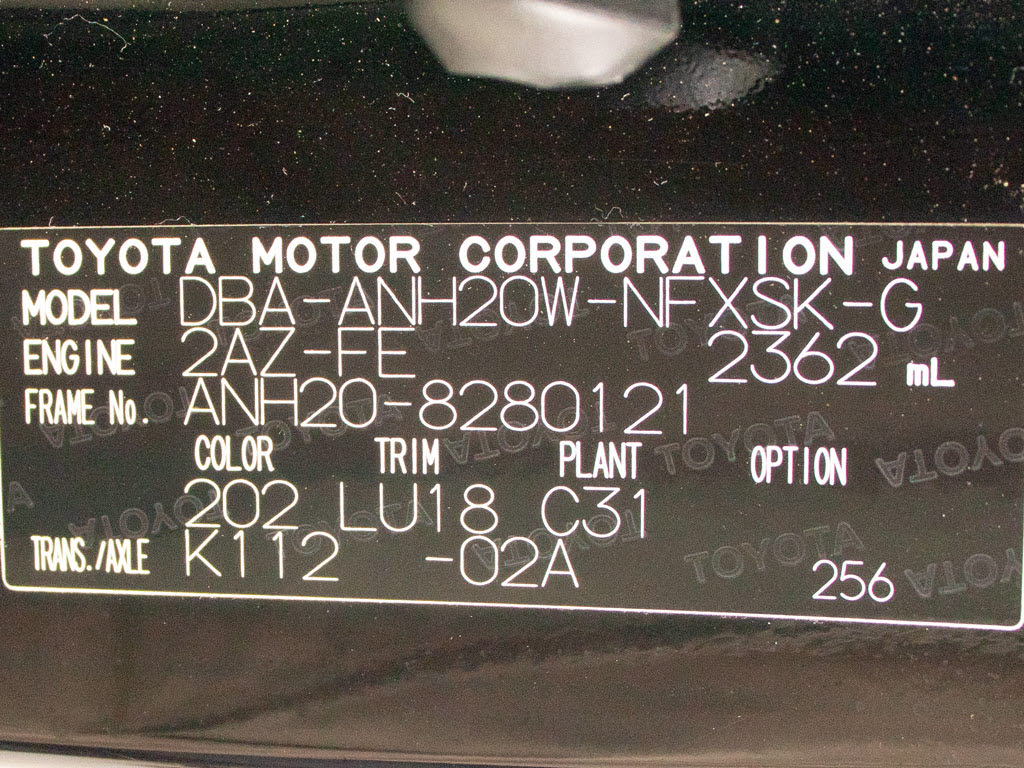 TOYOTA MOTOR CORPORATION JAPAN
MODEL DBA-ANH20W-NFXSK-G
ENGINE 2AZ-FE 2362 mL
FRAME No. ANH20-8280121
COLOR TRIM PLANT OPTION
202 LU18 C31
TRANS./AXLE K112 -02A
256